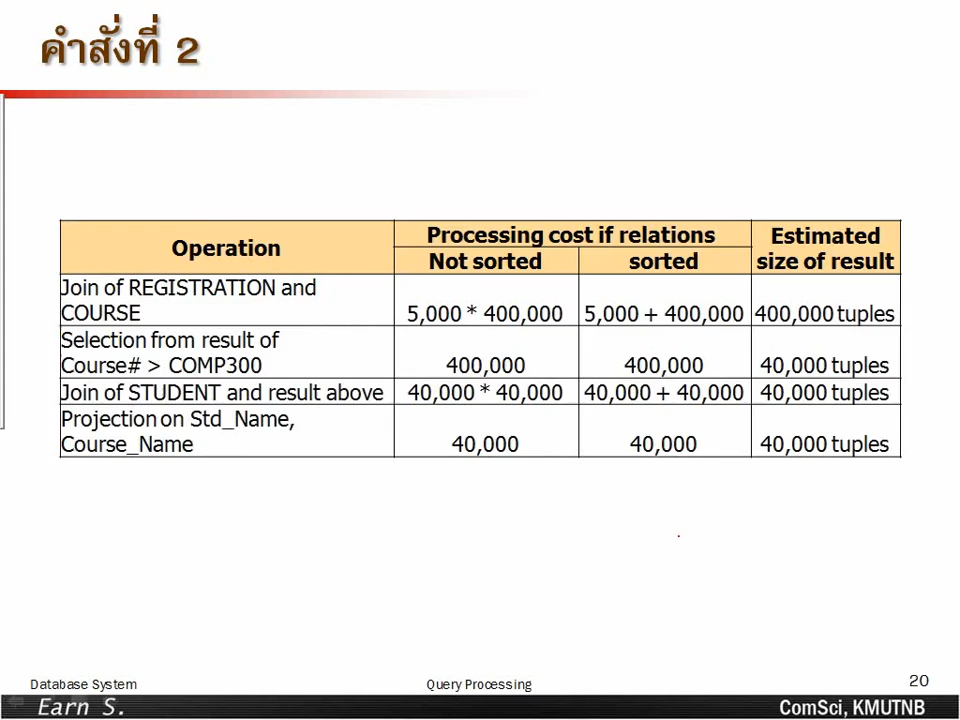 คำสั่งที่ 2
Operation
Processing cost if relations
Estimated size of result
Not sorted
sorted
Join of REGISTRATION and
COURSE
5,000 * 400,000
5,000 + 400,000
400,000 tuples
Selection from result of
Course# > COMP300
400,000
400,000
40,000 tuples
Join of STUDENT and result above
40,000 * 40,000
40,000 + 40,000
40,000 tuples
Projection on Std_Name,
Course_Name
40,000
40,000
40,000 tuples
Database System
Query Processing
20
Earn S.
ComSci, KMUTNB